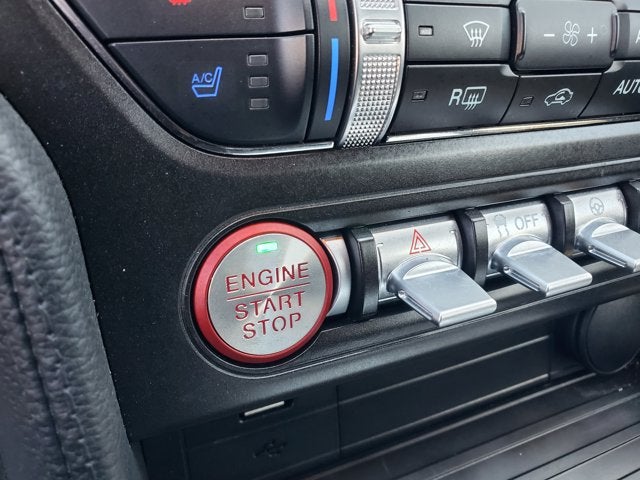 A/C
R
AUTO
OFF
ENGINE
START
STOP